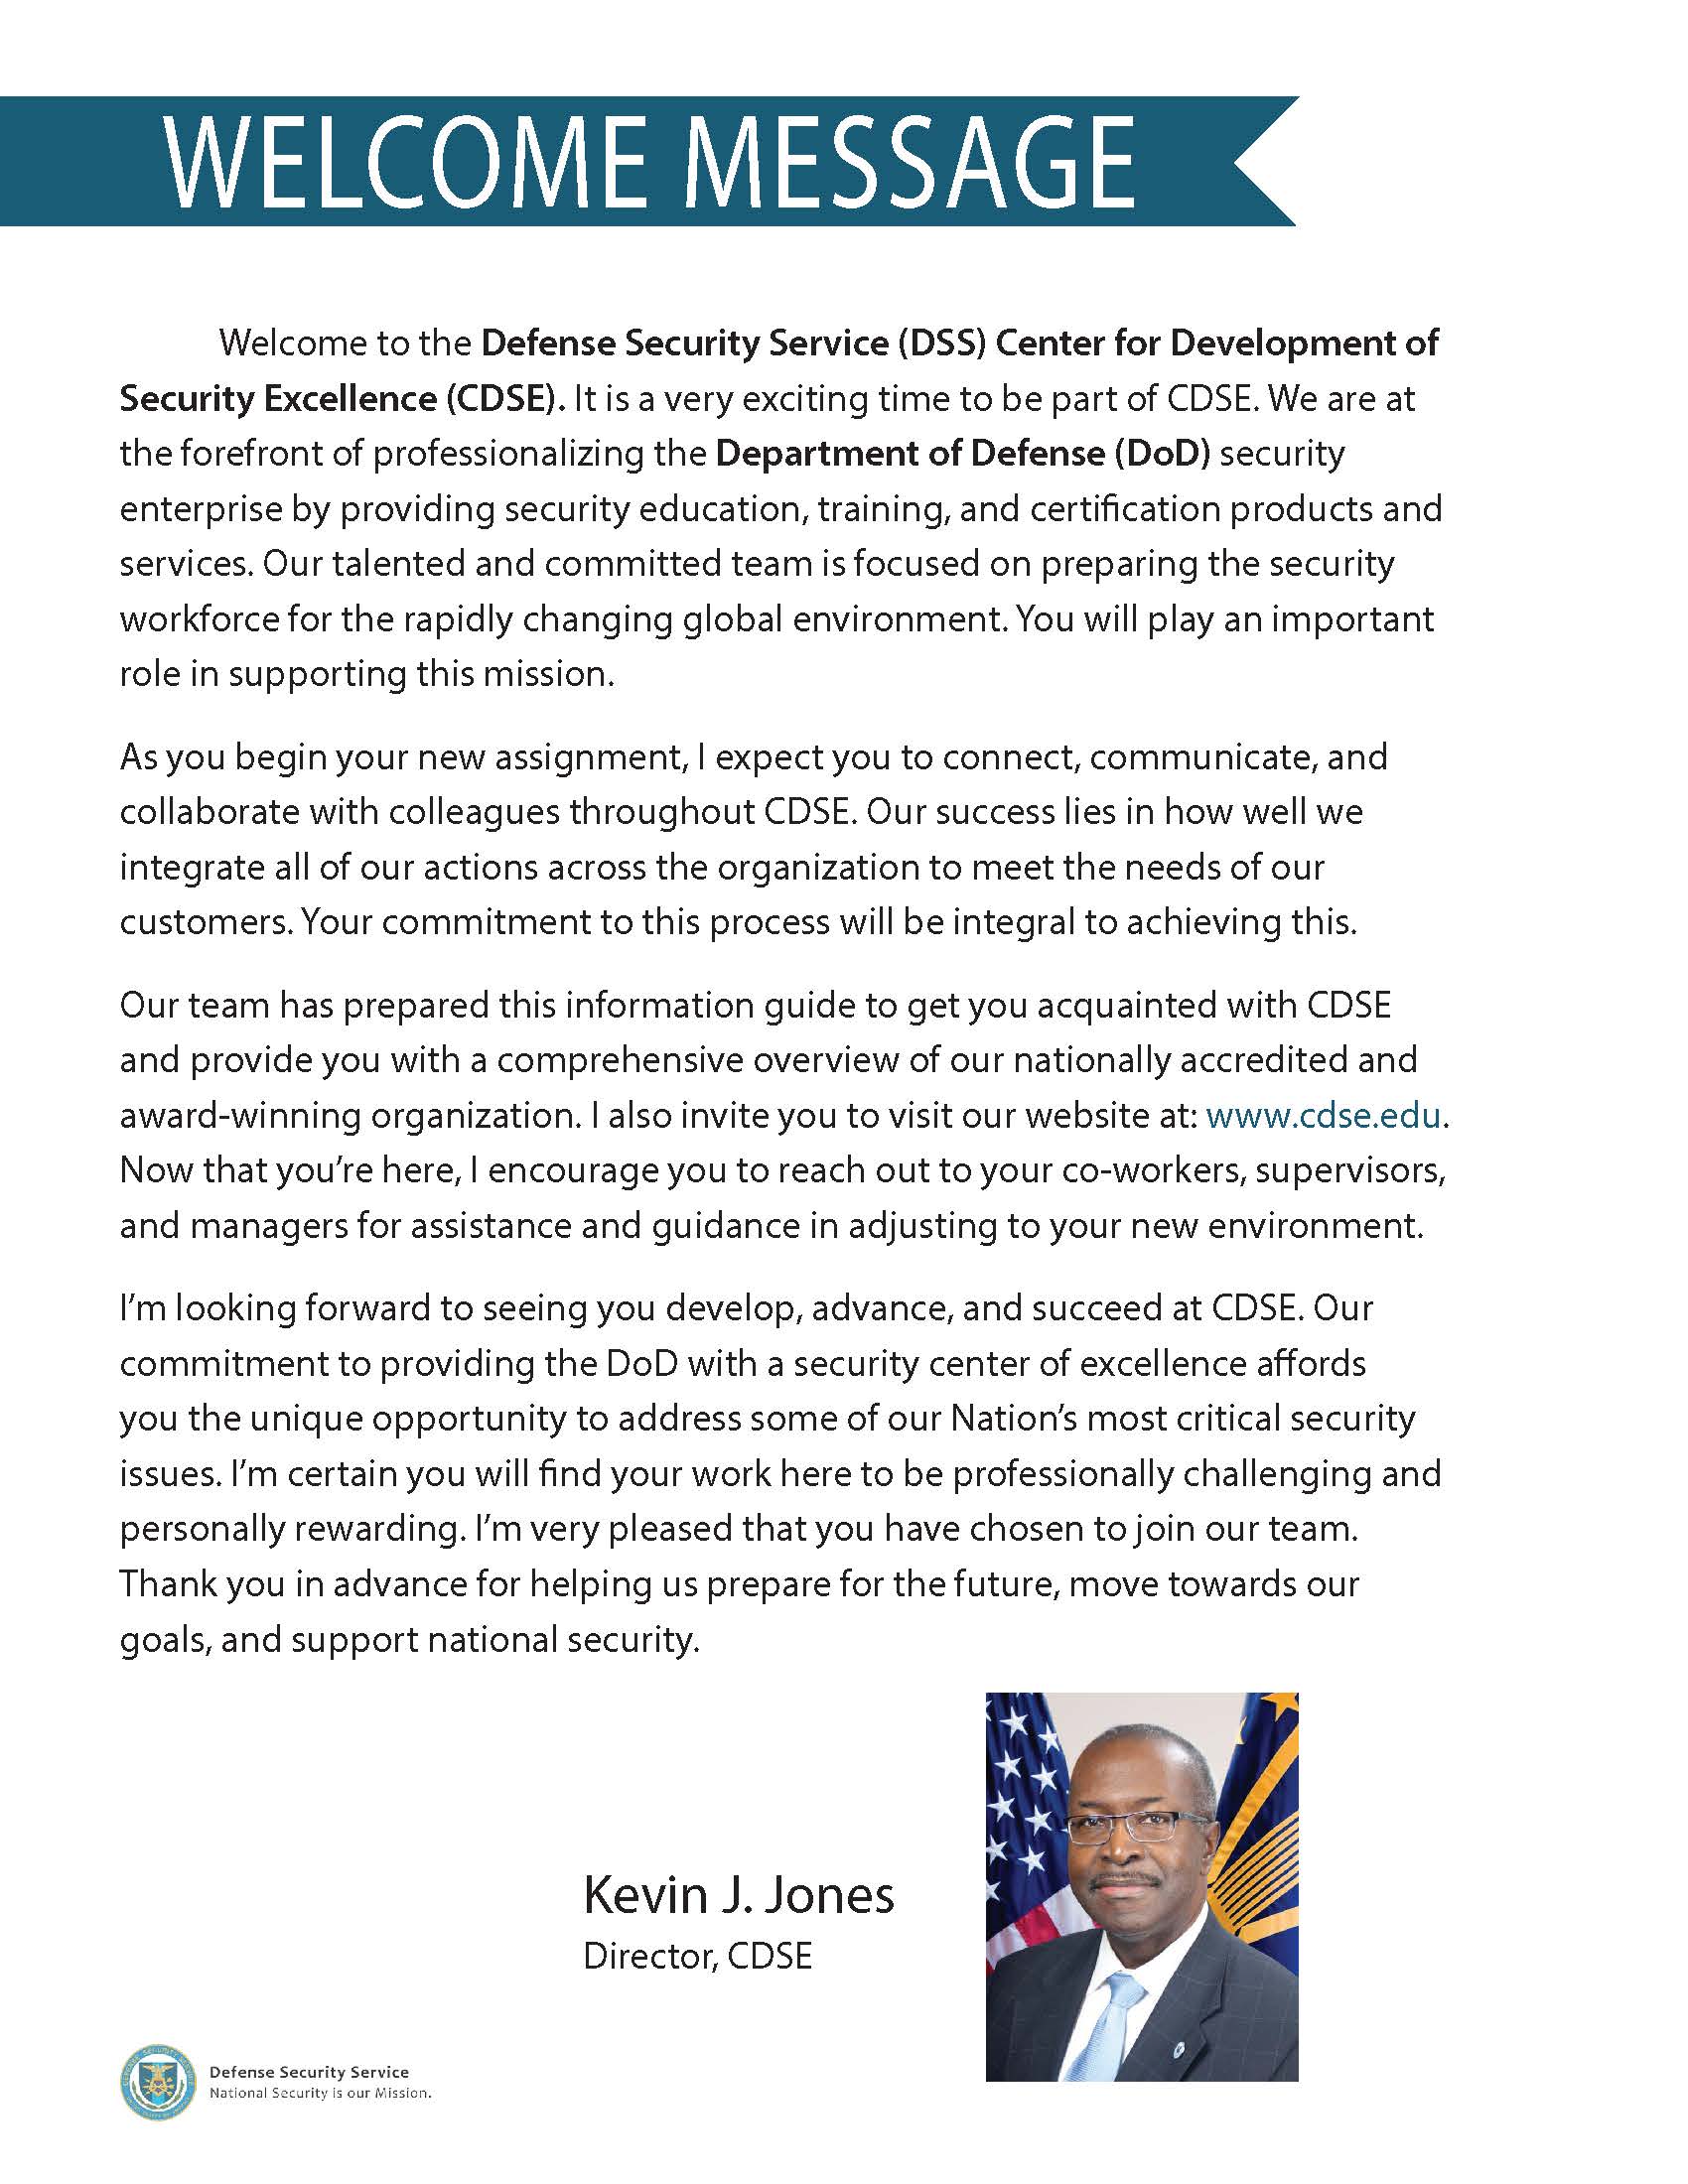 WELCOME MESSAGE
Welcome to the Defense Security Service (DSS) Center for Development of
Security Excellence (CDSE). It is a very exciting time to be part of CDSE. We are at
the forefront of professionalizing the Department of Defense (DoD) security
enterprise by providing security education, training, and certification products and
services. Our talented and committed team is focused on preparing the security
workforce for the rapidly changing global environment. You will play an important
role in supporting this mission.
As you begin your new assignment, I expect you to connect, communicate, and
collaborate with colleagues throughout CDSE. Our success lies in how well we
integrate all of our actions across the organization to meet the needs of our
customers. Your commitment to this process will be integral to achieving this.
Our team has prepared this information guide to get you acquainted with CDSE
and provide you with a comprehensive overview of our nationally accredited and
award-winning organization. I also invite you to visit our website at: www.cdse.edu.
Now that you’re here, I encourage you to reach out to your co-workers, supervisors,
and managers for assistance and guidance in adjusting to your new environment.
I’m looking forward to seeing you develop, advance, and succeed at CDSE. Our
commitment to providing the DoD with a security center of excellence affords
you the unique opportunity to address some of our Nation’s most critical security
issues. I’m certain you will find your work here to be professionally challenging and
personally rewarding. I’m very pleased that you have chosen to join our team.
Thank you in advance for helping us prepare for the future, move towards our
goals, and support national security.
Kevin J. Jones
Director, CDSE
Defense Security Service
National Security is our Mission.